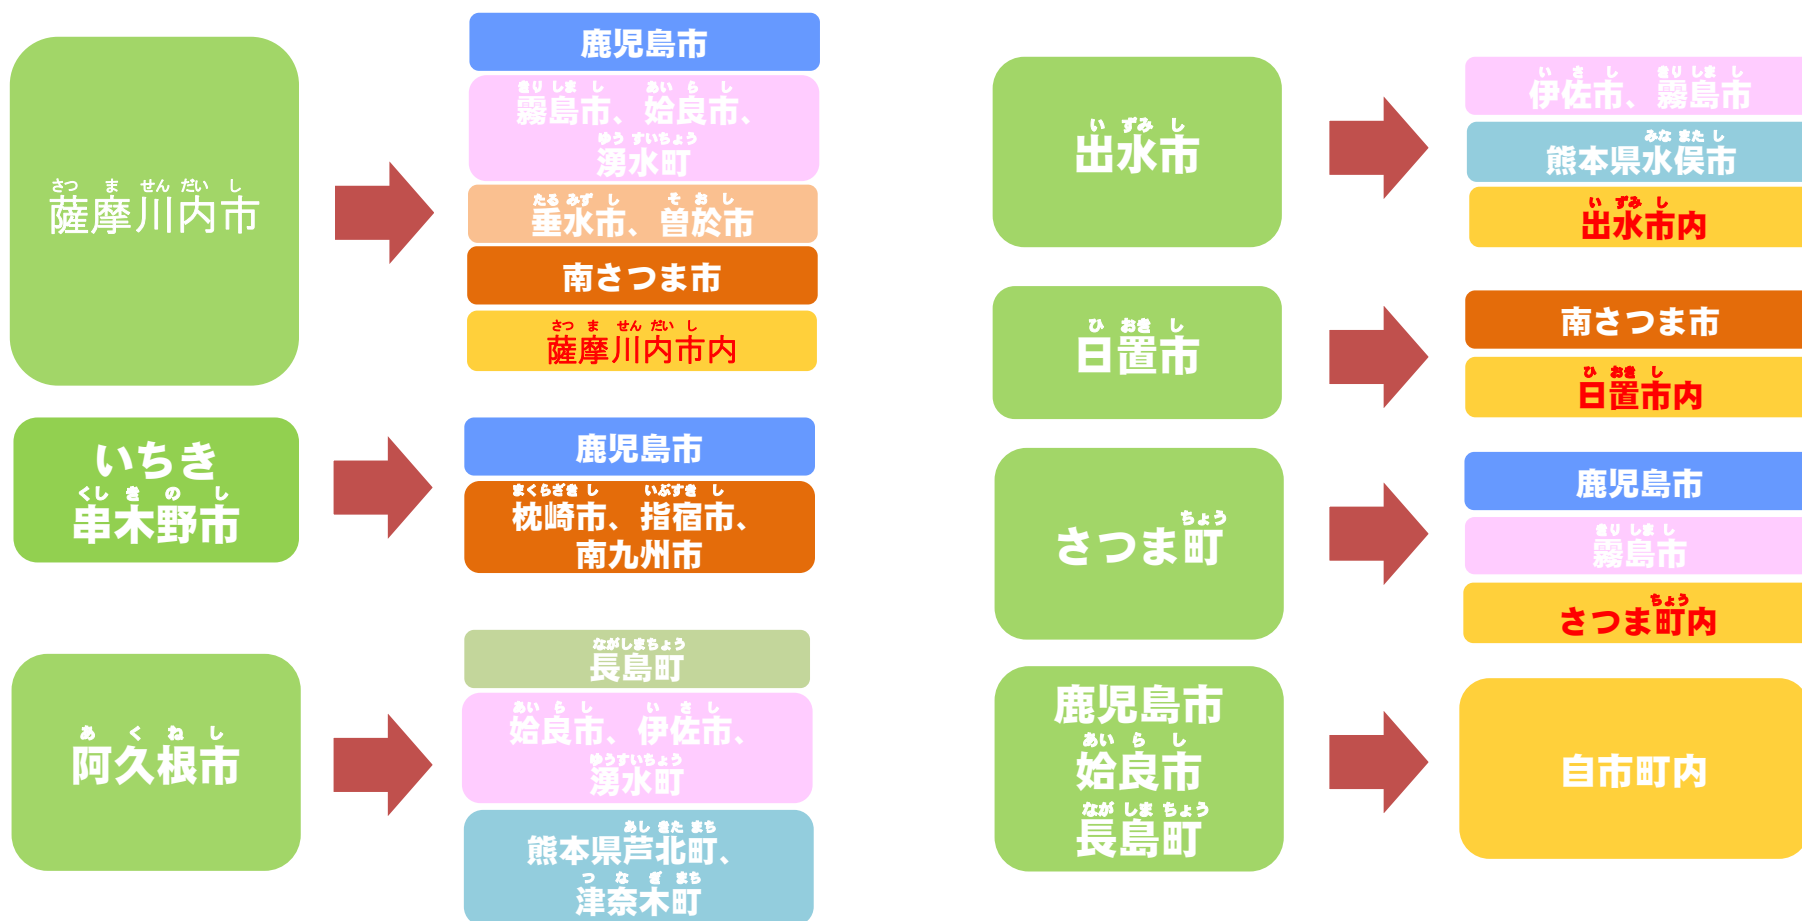 さつ ま せん だい し
薩摩川内市
鹿児島市
きり しま し あい ら し
霧島市、姶良市、
ゆう すいちょう
湧水町
たる みず し そ お し
垂水市、曽於市
南さつま市
さつ ま せん だい し
薩摩川内市内
いちき
くし き の し
串木野市
鹿児島市
まくらざき し いぶすき し
枕崎市、指宿市、
南九州市
あ く ね し
阿久根市
ながしまちょう
長島町
あい ら し い さ し
姶良市、伊佐市、
ゆうすいちょう
湧水町
あし きた まち
熊本県芦北町、
つ な ぎ まち
津奈木町
い ずみ し
出水市
い さ し きり しま し
伊佐市、霧島市
みな また し
熊本県水俣市
い ずみ し
出水市内
ひ おき し
日置市
南さつま市
ひ おき し
日置市内
ちょう
さつま町
鹿児島市
きり しま し
霧島市
ちょう
さつま町内
鹿児島市
あい ら し
姶良市
なが しま ちょう
長島町
自市町内